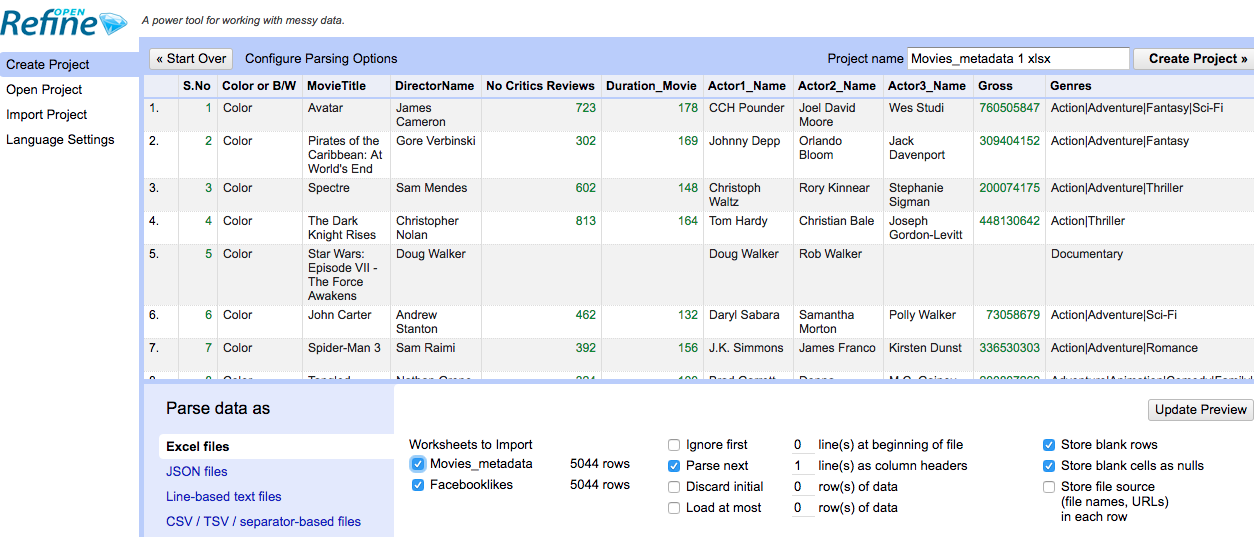 OPEN
Refine
A power tool for working with messy data.
Create Project
Open Project
Import Project
Language Settings
« Start Over Configure Parsing Options Project name Movies_metadata 1 xlsx Create Project »
S.No Color or B/W MovieTitle DirectorName No Critics Reviews Duration_Movie Actor1_Name Actor2_Name Actor3_Name Gross Genres
1. 1 Color Avatar James 723 178 CCH Pounder Joel David Wes Studi 760505847 Action|Adventure|Fantasy|Sci-Fi
Cameron Moore
2. 2 Color Pirates of the Gore Verbinski 302 169 Johnny Depp Orlando Jack 309404152 Action|Adventure|Fantasy
Caribbean: At Bloom Davenport
World's End
3. 3 Color Spectre Sam Mendes 602 148 Christoph Rory Kinnear Stephanie 200074175 Action|Adventure|Thriller
Waltz Sigman
4. 4 Color The Dark Christopher 813 164 Tom Hardy Christian Bale Joseph 448130642 Action|Thriller
Knight Rises Nolan Gordon-Levitt
5. 5 Color Star Wars: Doug Walker Doug Walker Rob Walker Documentary
Episode VII -
The Force
Awakens
6. 6 Color John Carter Andrew 462 132 Daryl Sabara Samantha Polly Walker 73058679 Action|Adventure|Sci-Fi
Stanton Morton
7. 7 Color Spider-Man 3 Sam Raimi 392 156 J.K. Simmons James Franco Kirsten Dunst 336530303 Action|Adventure|Romance
Parse data as
Excel files
JSON files
Line-based text files
CSV / TSV / separator-based files
Update Preview
Worksheets to Import
Movies_metadata 5044 rows
Facebooklikes 5044 rows
Ignore first 0 line(s) at beginning of file
Parse next 1 line(s) as column headers
Discard initial 0 row(s) of data
Load at most 0 row(s) of data
Store blank rows
Store blank cells as nulls
Store file source
(file names, URLs)
in each row